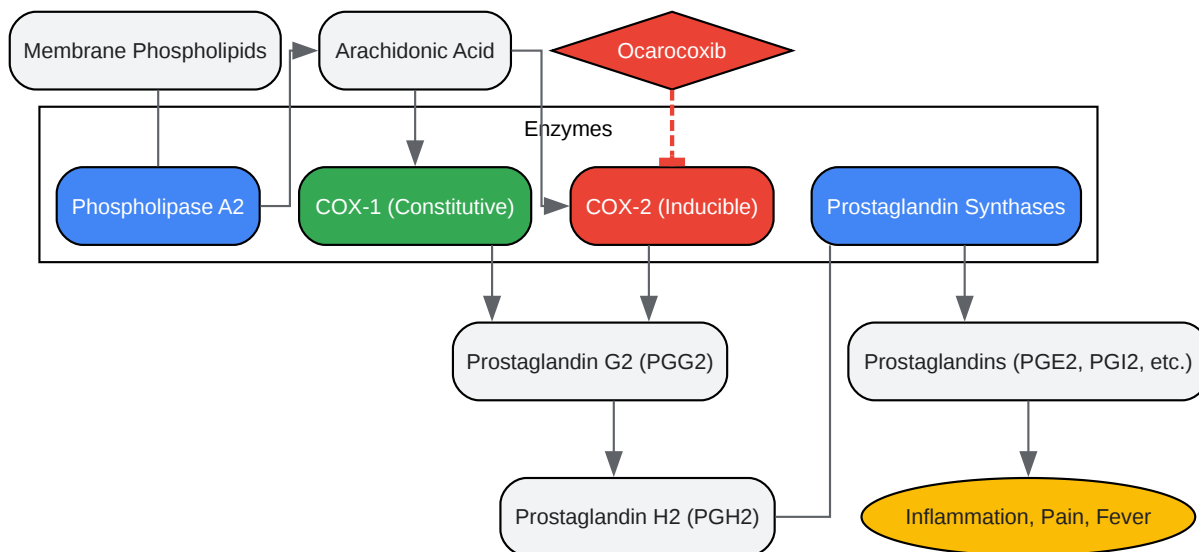 Membrane Phospholipids
Arachidonic Acid
Ocarocoxib
Enzymes
Phospholipase A2
COX-1 (Constitutive)
COX-2 (Inducible)
Prostaglandin Synthases
Prostaglandin G2 (PGG2)
Prostaglandins (PGE2, PGI2, etc.)
Prostaglandin H2 (PGH2)
Inflammation, Pain, Fever